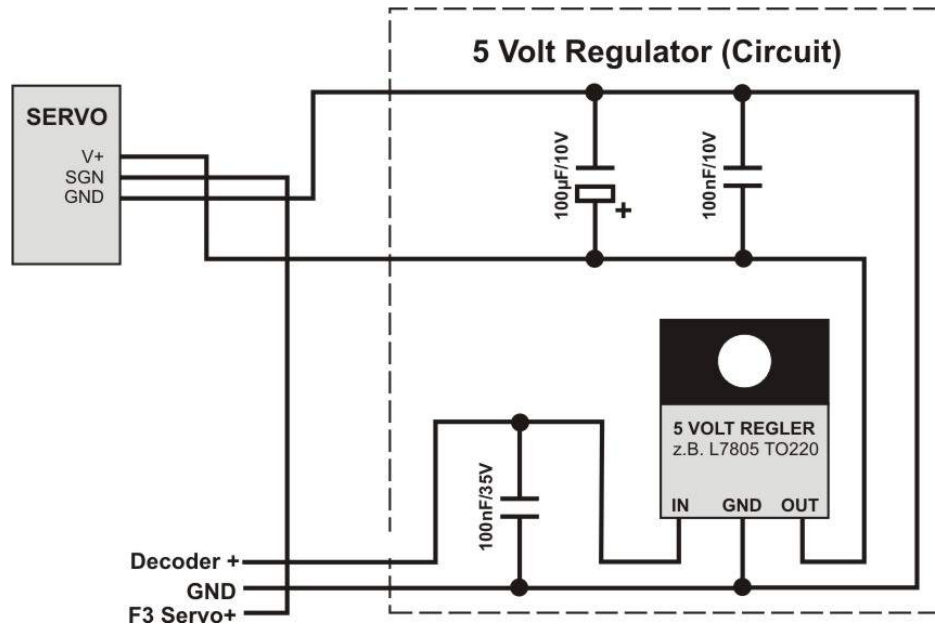 5 Volt Regulator (Circuit)
SERVO
V+
SGN
GND
100µF/10V
+
100nF/10V
5 VOLT REGLER
z.B. L7805 TO220
IN GND OUT
100nF/35V
Decoder +
GND
F3 Servo+